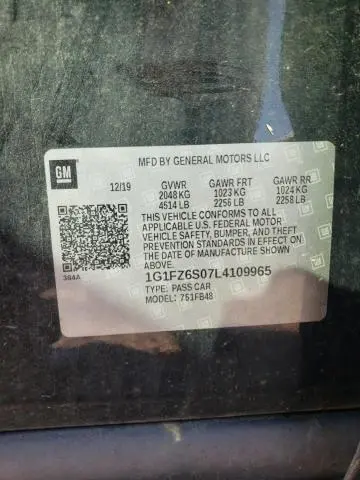 GM
MFD BY GENERAL MOTORS LLC
12/19 GVWR GAWR FRT GAWR RR
2048 KG 1023 KG 1024 KG
4514 LB 2256 LB 2258 LB
THIS VEHICLE CONFORMS TO ALL
APPLICABLE U.S. FEDERAL MOTOR
VEHICLE SAFETY, BUMPER, AND THEFT
PREVENTION STANDARDS IN EFFECT ON
THE DATE OF MANUFACTURE SHOWN
ABOVE.
1G1FZ6S07L4109965
TYPE: PASS CAR
MODEL: 751FB48